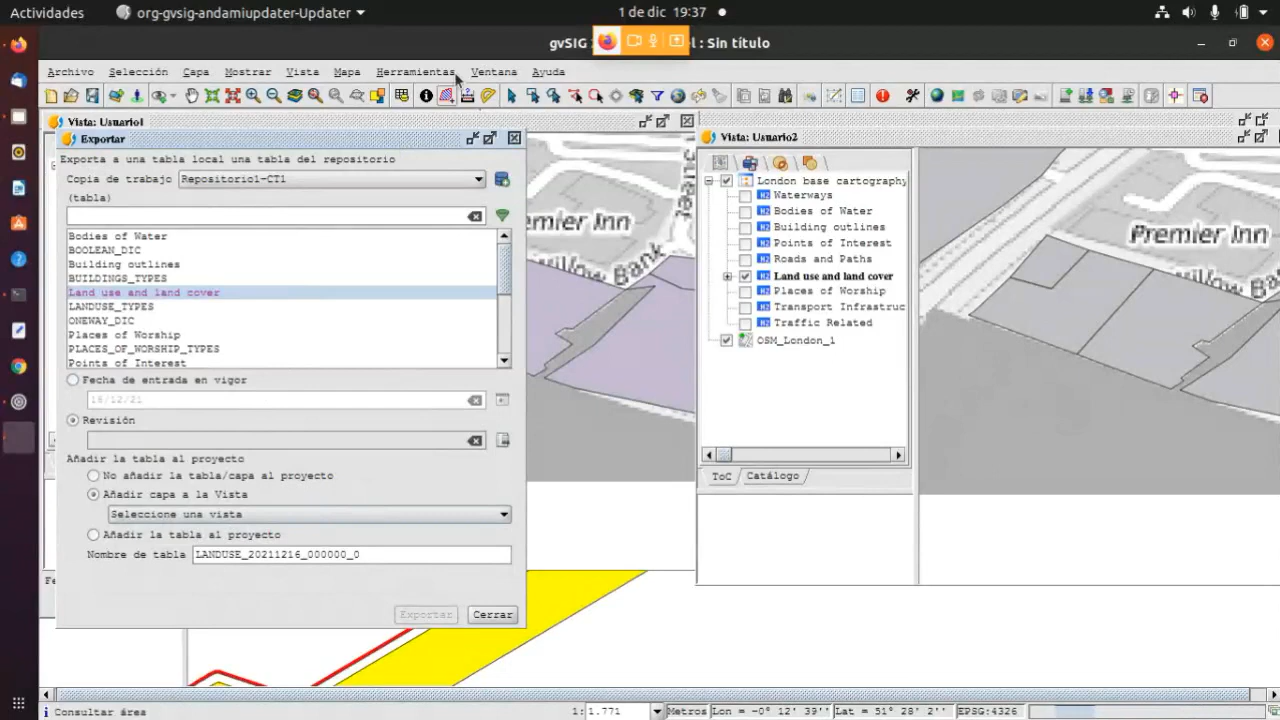 Actividades
org-gvsig-andamiupdater-Updater
1 de dic 19:37
gvSIG
l : Sin título
Archivo Selección Capa Mostrar Vista Mapa Herramientas Ventana Ayuda
Vista: Usuario1
Exportar
Exporta a una tabla local una tabla del repositorio
Copia de trabajo Repositorio1-CT1
(tabla)
Bodies of Water
BOOLEAN_DIC
Building outlines
BUILDINGS_TYPES
Land use and land cover
LANDUSE_TYPES
ONEWAY_DIC
Places of Worship
PLACES_OF_WORSHIP_TYPES
Points of Interest
Fecha de entrada en vigor
Revisión
Añadir la tabla al proyecto
No añadir la tabla/capa al proyecto
Añadir capa a la Vista
Seleccione una vista
Añadir la tabla al proyecto
Nombre de tabla LANDUSE_20211216_000000_0
Exportar Cerrar
emier Inn
llow Bank
Vista: Usuario2
London base cartography
Waterways
Bodies of Water
Building outlines
Points of Interest
Roads and Paths
Land use and land cover
Places of Worship
Transport Infrastruc
Traffic Related
OSM_London_1
ToC Catálogo
Premier Inn
Consultar área
1: 1.771 Metros Lon = -0° 12' 39'' Lat = 51° 28' 2'' EPSG:4326